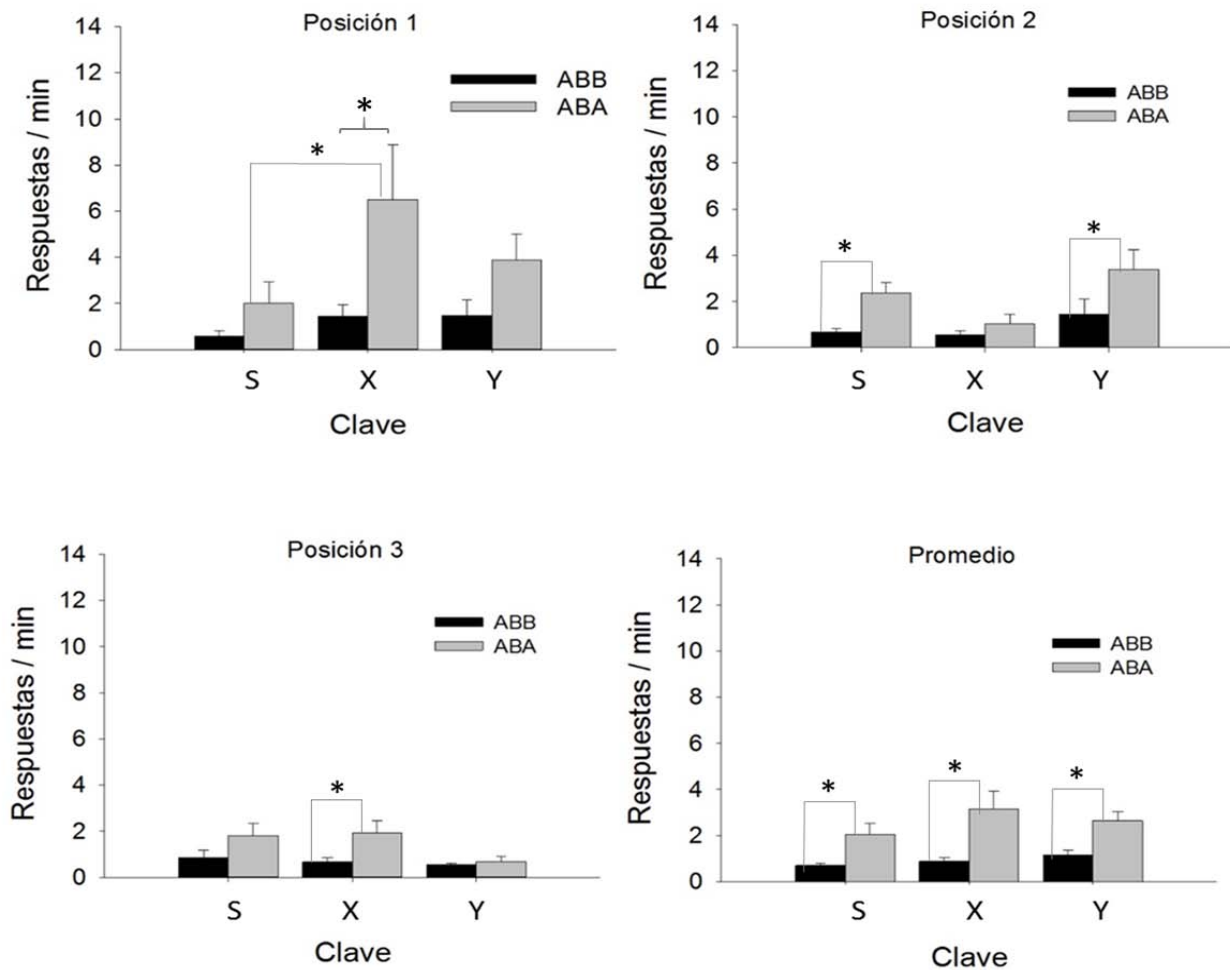 Posición 1
14
12
10
8
6
4
2
0
Respuestas / min
ABB
ABA
*
*
S X Y
Clave
Posición 2
14
12
10
8
6
4
2
0
Respuestas / min
ABB
ABA
*
*
S X Y
Clave
Posición 3
14
12
10
8
6
4
2
0
Respuestas / min
ABB
ABA
*
S X Y
Clave
Promedio
14
12
10
8
6
4
2
0
Respuestas / min
ABB
ABA
* * *
S X Y
Clave